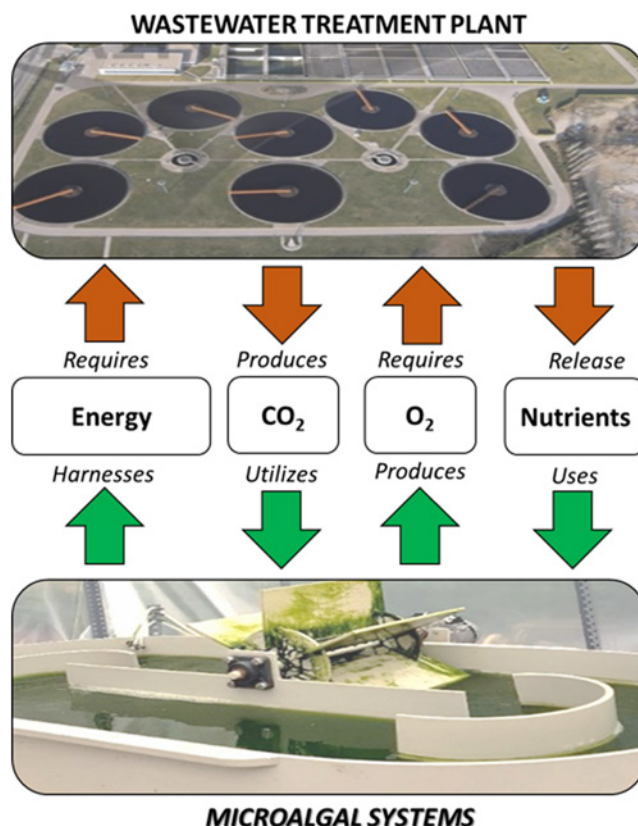 WASTEWATER TREATMENT PLANT
Requires Produces Requires Release
Energy CO₂ O₂ Nutrients
Harnesses Utilizes Produces Uses
MICROALGAL SYSTEMS